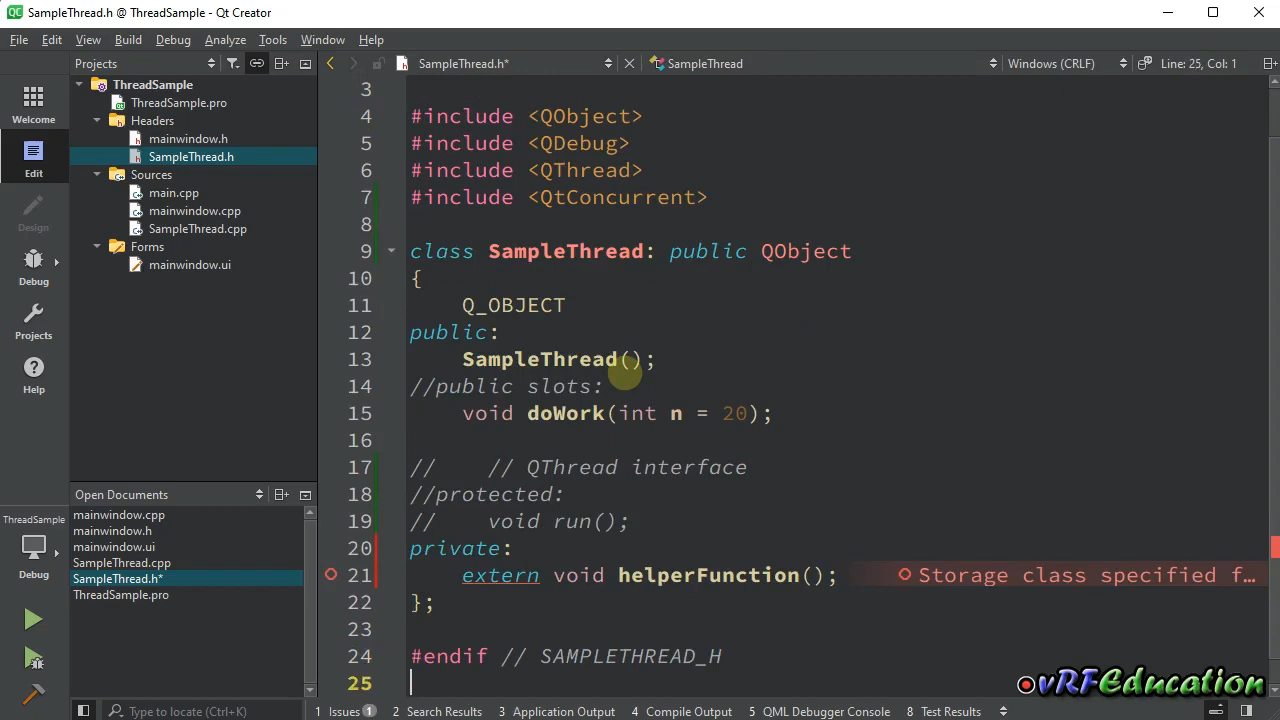 SampleThread.h @ ThreadSample - Qt Creator
File Edit View Build Debug Analyze Tools Window Help
Projects
SampleThread.h*
SampleThread
Windows (CRLF)
Line: 25, Col: 1
Welcome
Edit
Design
Debug
Projects
Help
ThreadSample
Debug
ThreadSample
ThreadSample.pro
Headers
mainwindow.h
SampleThread.h
Sources
main.cpp
mainwindow.cpp
SampleThread.cpp
Forms
mainwindow.ui
Open Documents
mainwindow.cpp
mainwindow.h
mainwindow.ui
SampleThread.cpp
SampleThread.h*
ThreadSample.pro
3
4 #include <QObject>
5 #include <QDebug>
6 #include <QThread>
7 #include <QtConcurrent>
8
9 class SampleThread: public QObject
10 {
11 Q_OBJECT
12 public:
13 SampleThread();
14 //public slots:
15 void doWork(int n = 20);
16
17 // // QThread interface
18 //protected:
19 // void run();
20 private:
21 extern void helperFunction(); Storage class specified f…
22 };
23
24 #endif // SAMPLETHREAD_H
25
vRFEducation
Type to locate (Ctrl+K)
1 Issues 1 2 Search Results 3 Application Output 4 Compile Output 5 QML Debugger Console 8 Test Results